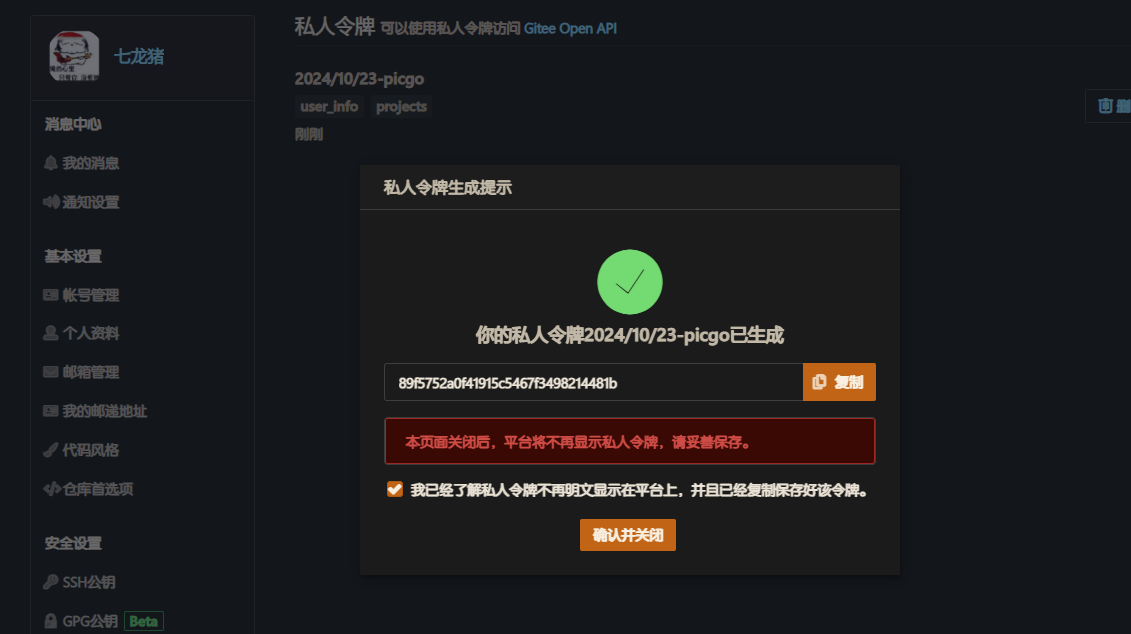 七龙猪
消息中心
我的消息
通知设置
基本设置
帐号管理
个人资料
邮箱管理
我的邮递地址
代码风格
仓库首选项
安全设置
SSH公钥
GPG公钥 Beta
私人令牌 可以使用私人令牌访问 Gitee Open API
2024/10/23-picgo
user_info projects
刚刚
删
私人令牌生成提示
你的私人令牌2024/10/23-picgo已生成
89f5752a0f41915c5467f3498214481b
复制
本页面关闭后，平台将不再显示私人令牌，请妥善保存。
我已经了解私人令牌不再明文显示在平台上，并且已经复制保存好该令牌。
确认并关闭